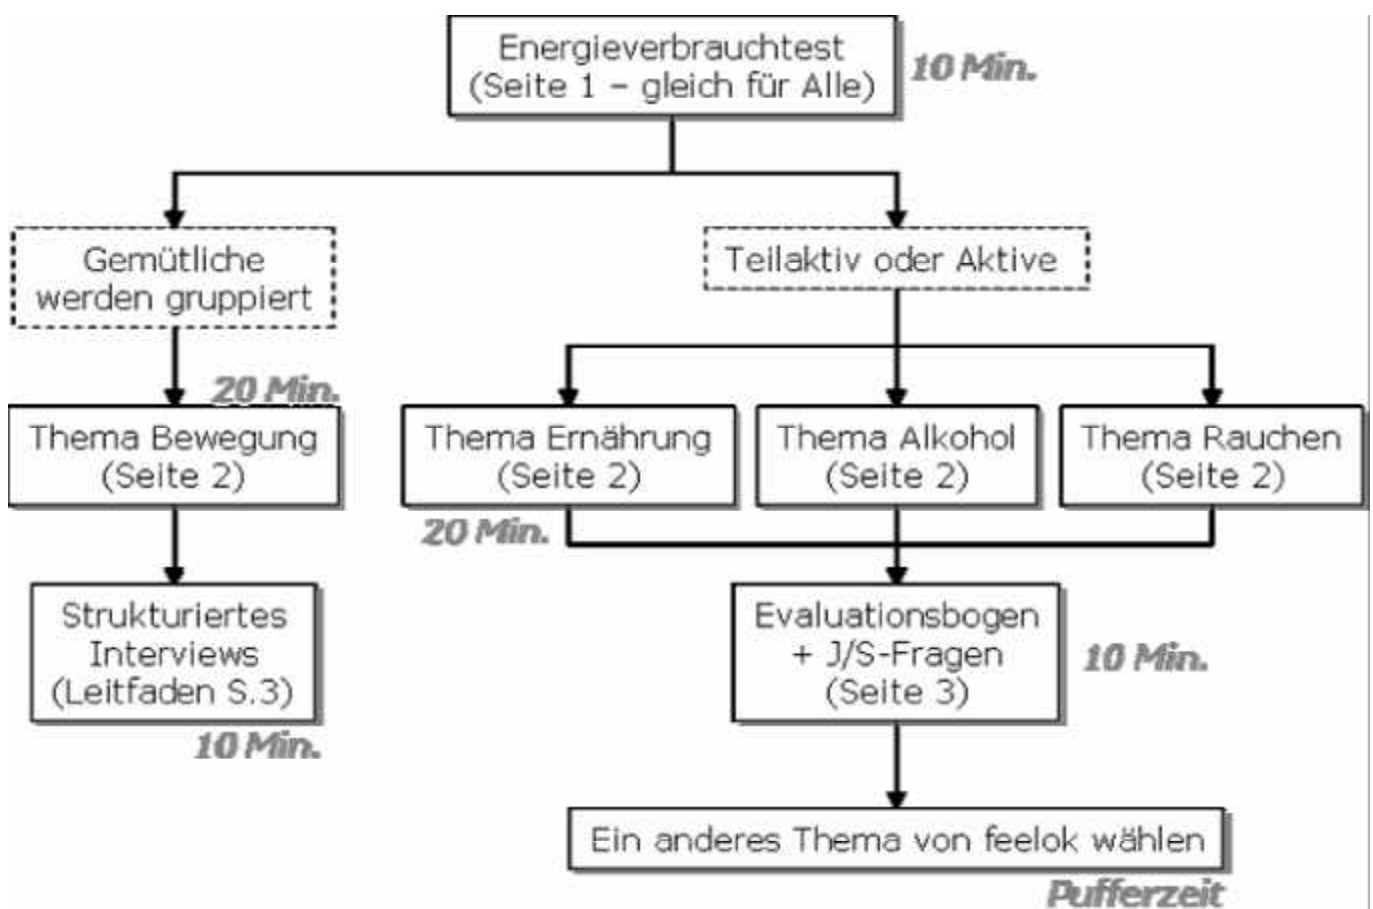 Energieverbrauchtest
(Seite 1 – gleich für Alle)
10 Min.
Gemütliche
werden gruppiert
Teilaktiv oder Aktive
20 Min.
Thema Bewegung
(Seite 2)
Thema Ernährung
(Seite 2)
Thema Alkohol
(Seite 2)
Thema Rauchen
(Seite 2)
20 Min.
Strukturiertes
Interviews
(Leitfaden S.3)
10 Min.
Evaluationsbogen
+ J/S-Fragen
(Seite 3)
10 Min.
Ein anderes Thema von feelok wählen
Pufferzeit